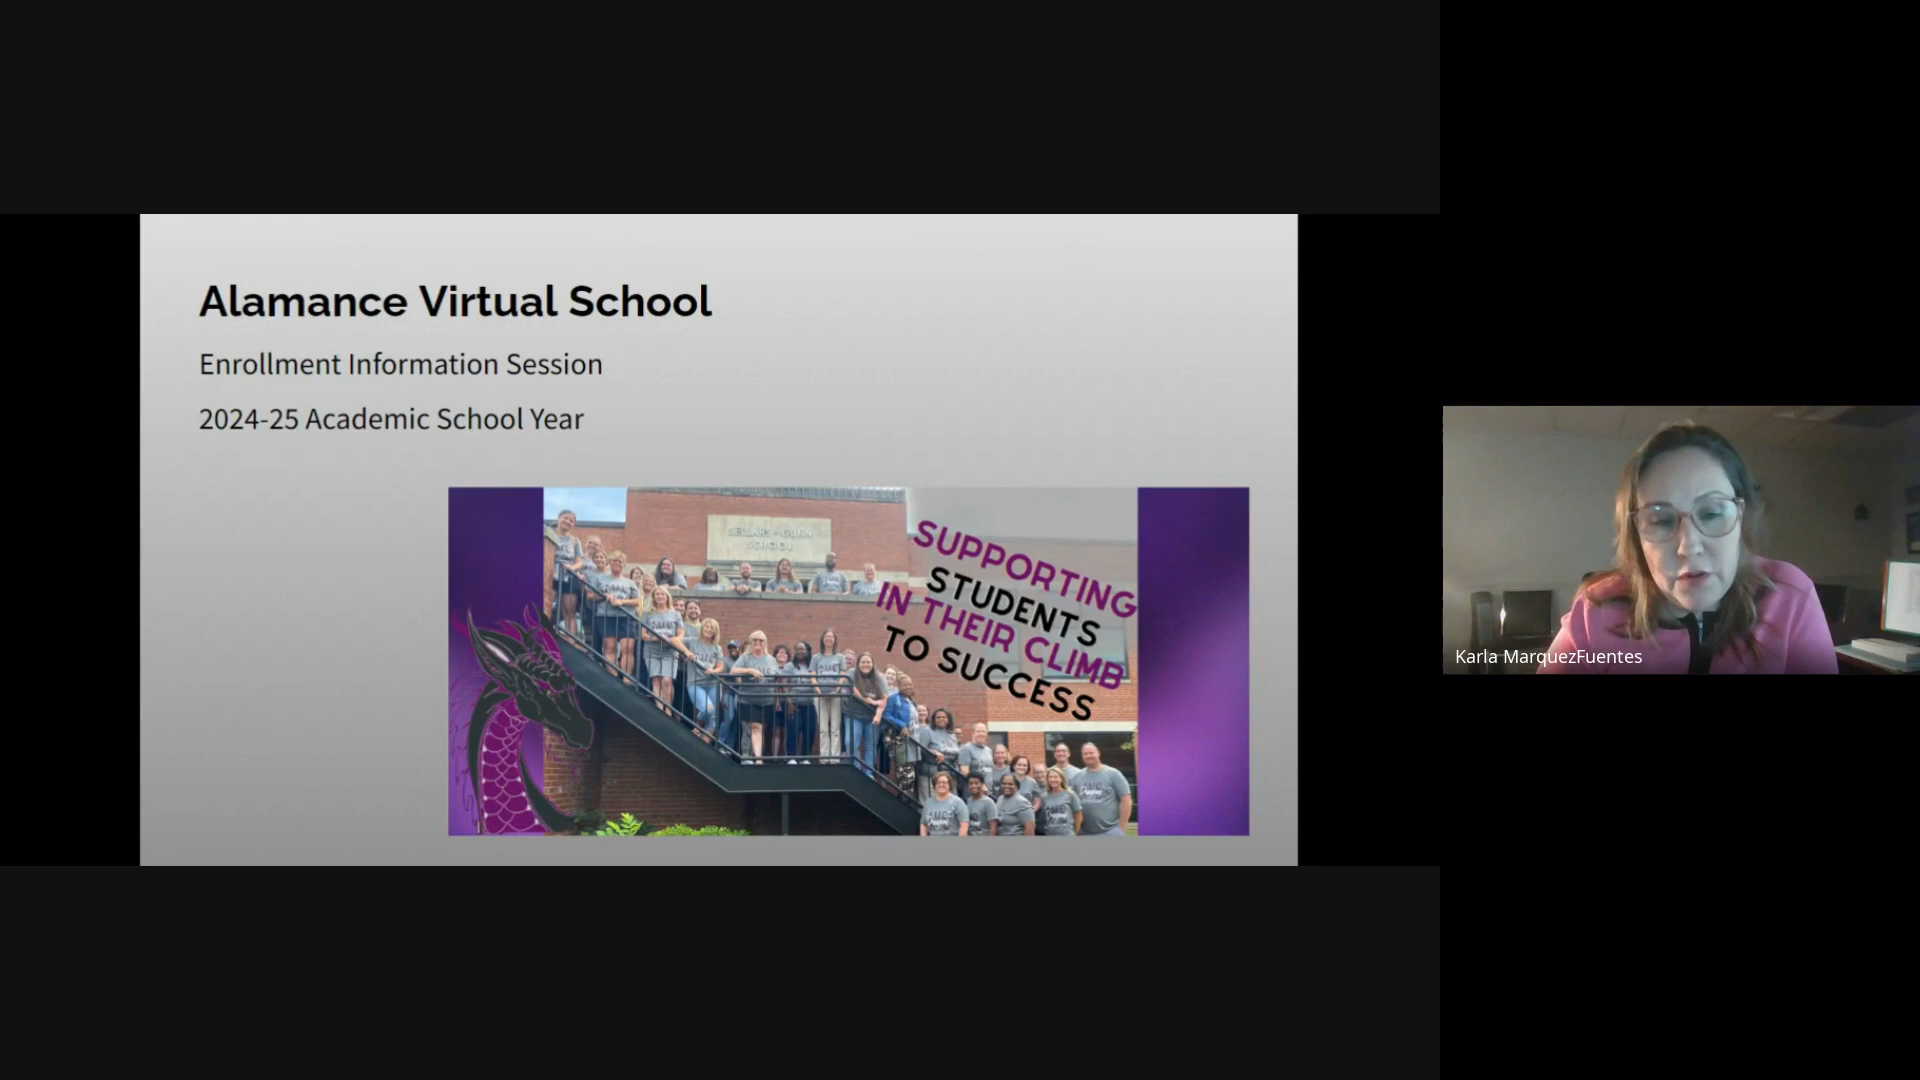 Alamance Virtual School
Enrollment Information Session
2024-25 Academic School Year
SCHOOL
SUPPORTING
STUDENTS
IN THEIR CLIMB
TO SUCCESS
Karla MarquezFuentes